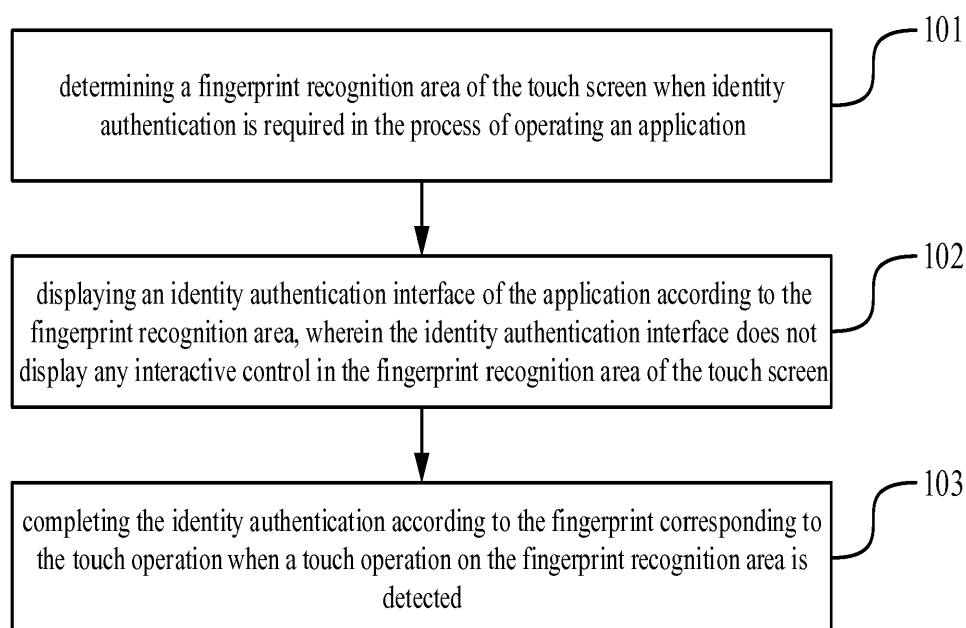 101
determining a fingerprint recognition area of the touch screen when identity
authentication is required in the process of operating an application
102
displaying an identity authentication interface of the application according to the
fingerprint recognition area, wherein the identity authentication interface does not
display any interactive control in the fingerprint recognition area of the touch screen
103
completing the identity authentication according to the fingerprint corresponding to
the touch operation when a touch operation on the fingerprint recognition area is
detected